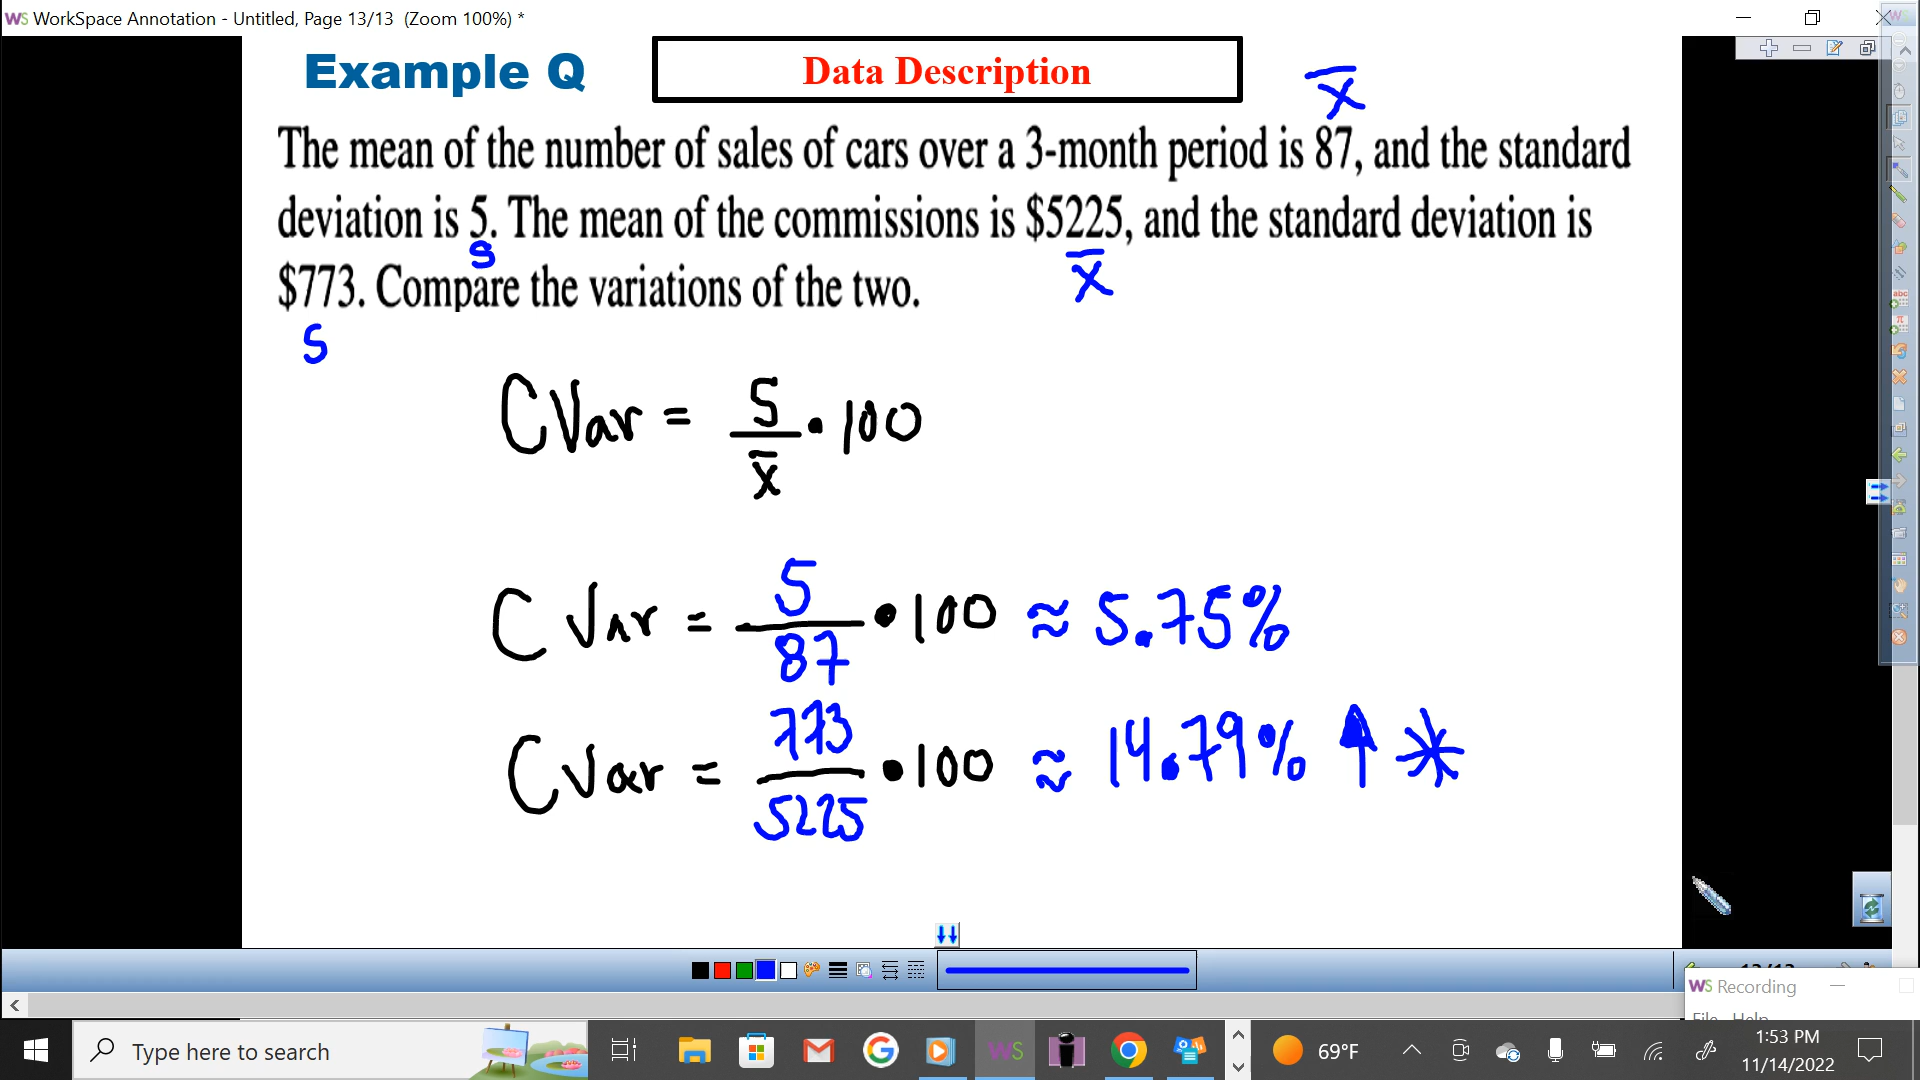 WS WorkSpace Annotation - Untitled, Page 13/13 (Zoom 100%) *
Example Q
Data Description
x̅
The mean of the number of sales of cars over a 3-month period is 87, and the standard
deviation is 5. The mean of the commissions is $5225, and the standard deviation is
s
x̅
$773. Compare the variations of the two.
s
CVar = s/x̅ • 100
CVar = 5/87 • 100 ≈ 5.75%
CVar = 773/5225 • 100 ≈ 14.79% ↑ *
WS Recording
File Help
Type here to search
WS
69°F
1:53 PM
11/14/2022